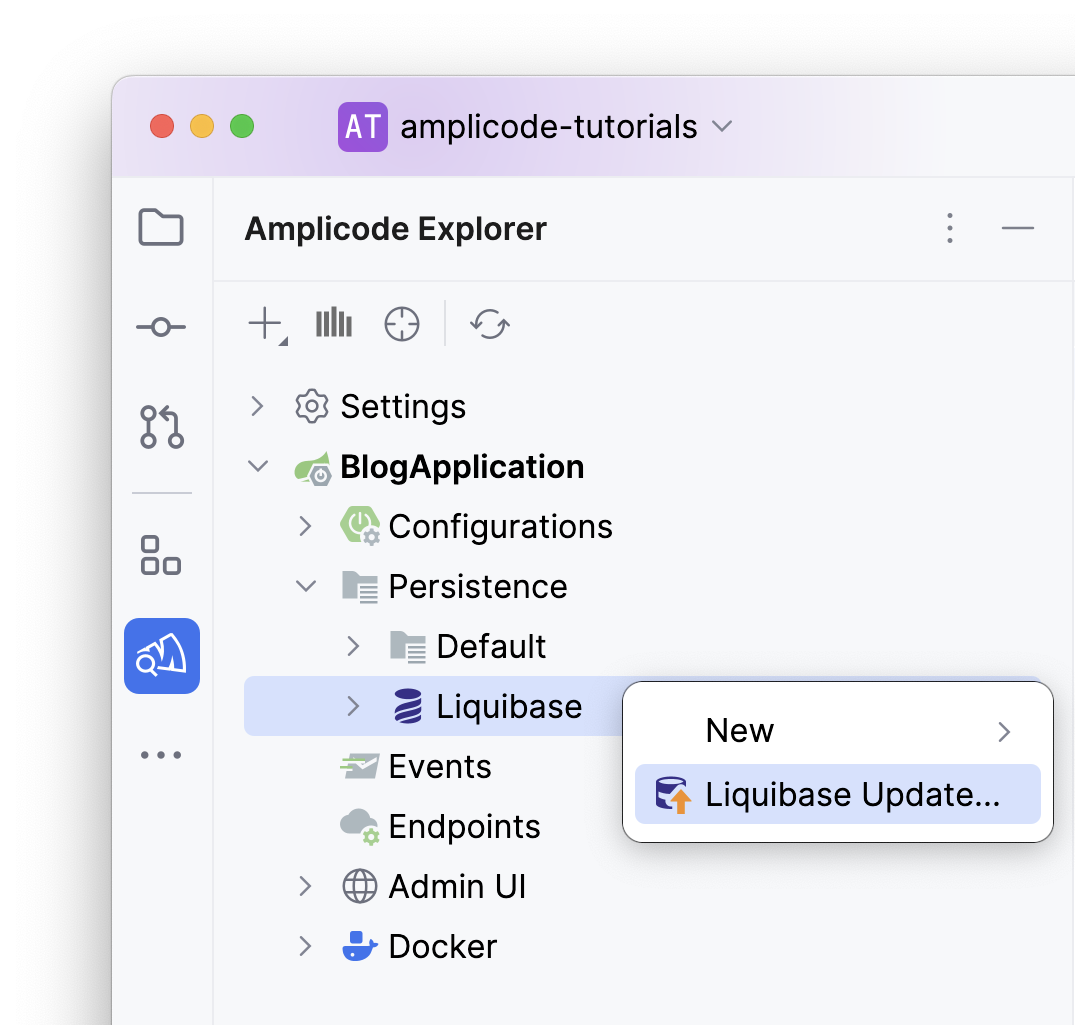 AT amplicode-tutorials
Amplicode Explorer
Settings
BlogApplication
Configurations
Persistence
Default
Liquibase
New
Liquibase Update...
Events
Endpoints
Admin UI
Docker